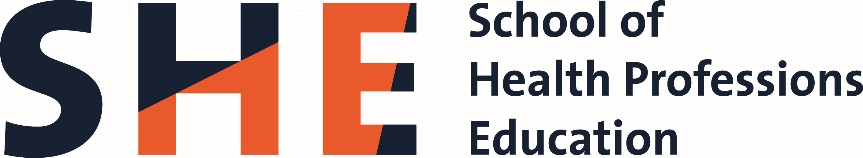 SHE
School of
Health Professions
Education